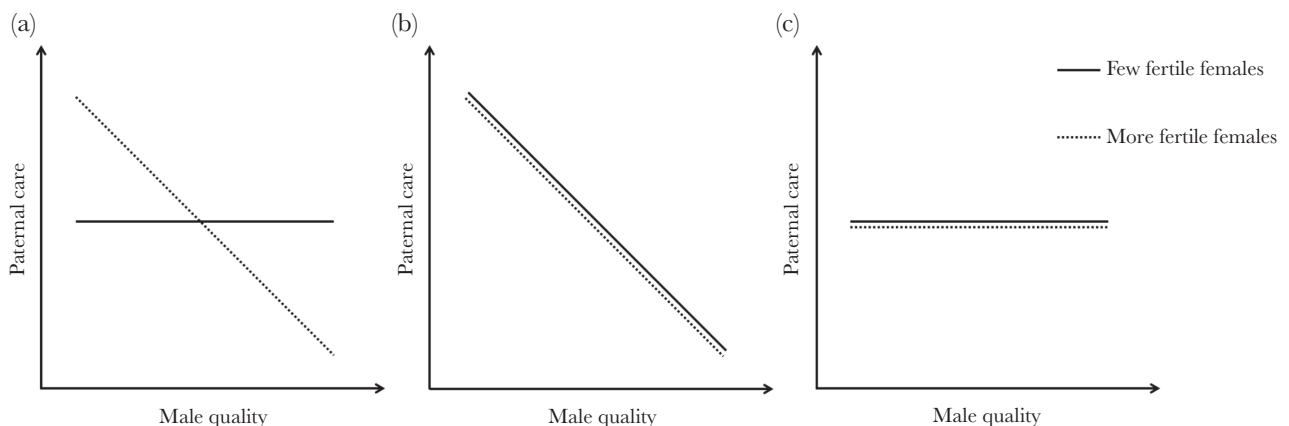 (a)
(b)
(c)
Few fertile females
More fertile females
Paternal care
Paternal care
Paternal care
Male quality
Male quality
Male quality